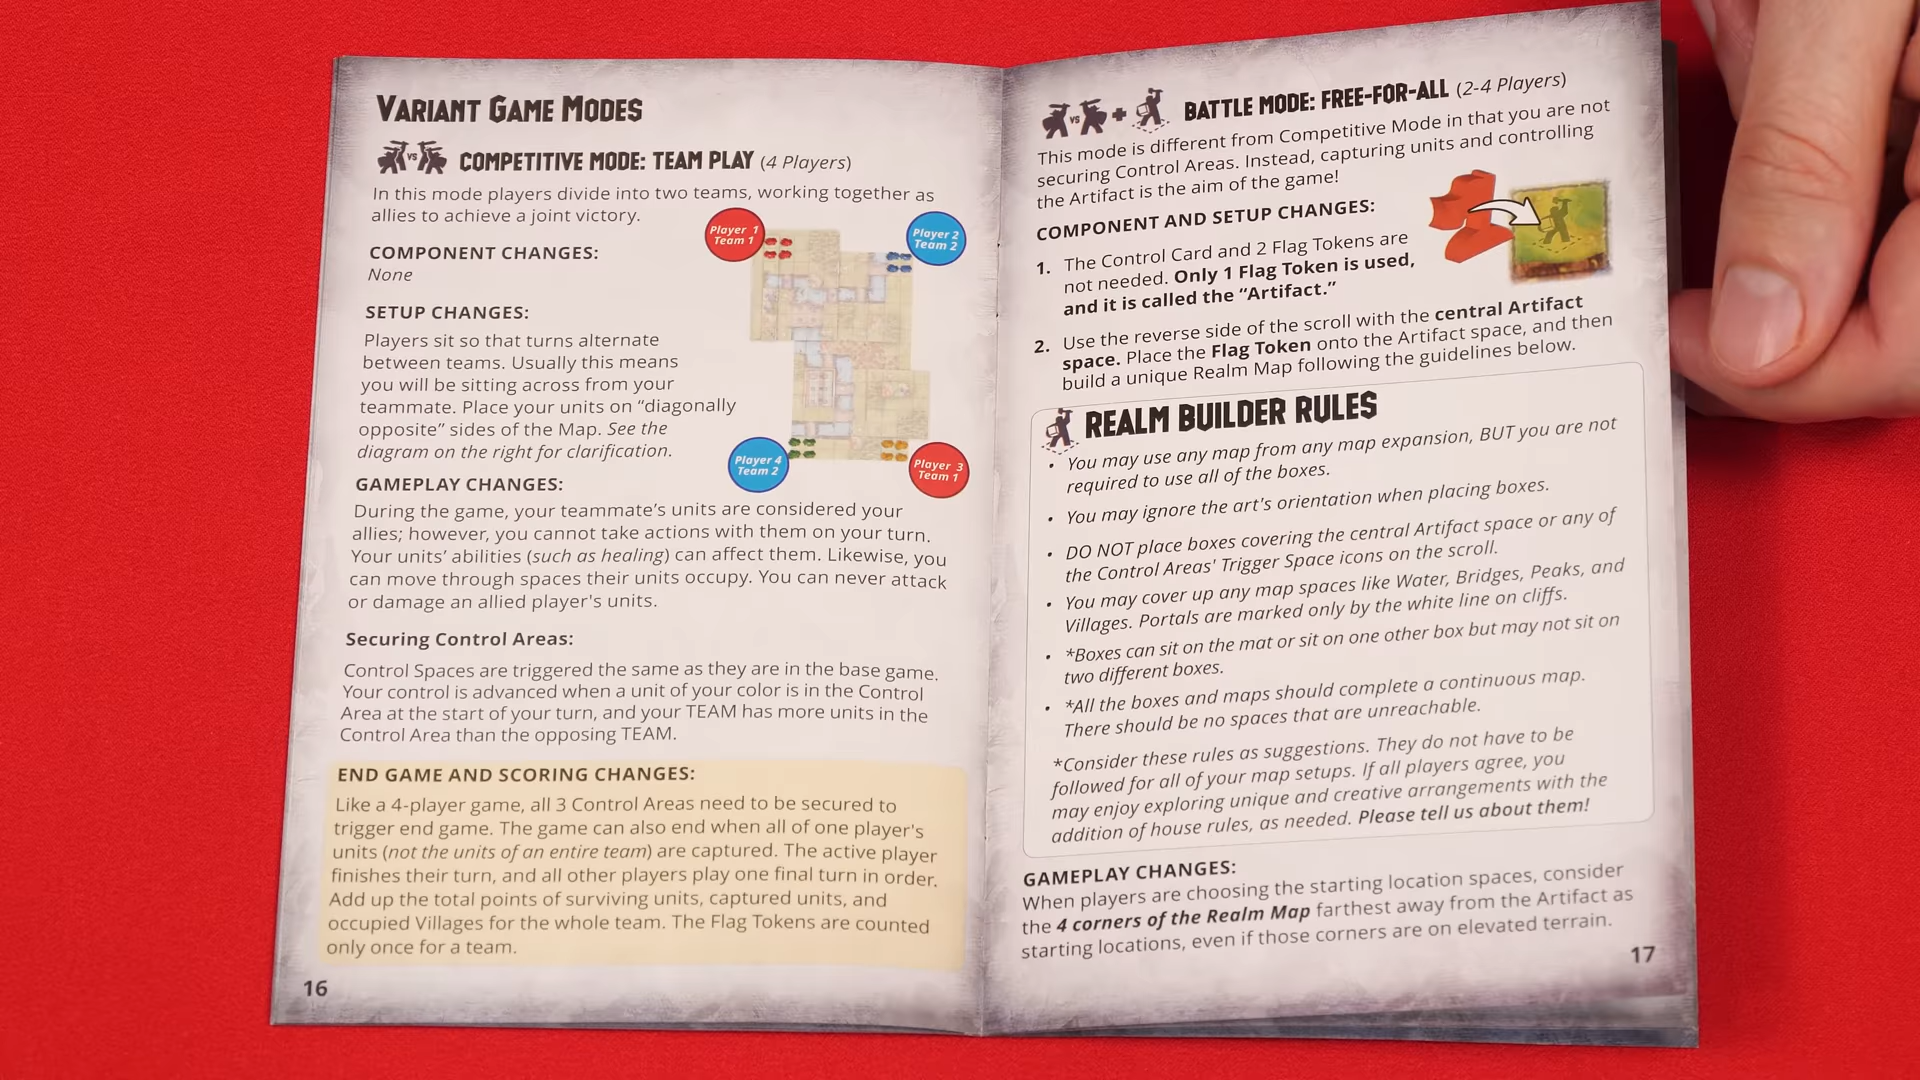 VARIANT GAME MODES
VS COMPETITIVE MODE: TEAM PLAY (4 Players)
In this mode players divide into two teams, working together as
allies to achieve a joint victory.
COMPONENT CHANGES:
None
SETUP CHANGES:
Players sit so that turns alternate
between teams. Usually this means
you will be sitting across from your
teammate. Place your units on “diagonally
opposite” sides of the Map. See the
diagram on the right for clarification.
Player 1
Team 1
Player 2
Team 2
Player 4
Team 2
Player 3
Team 1
GAMEPLAY CHANGES:
During the game, your teammate’s units are considered your
allies; however, you cannot take actions with them on your turn.
Your units’ abilities (such as healing) can affect them. Likewise, you
can move through spaces their units occupy. You can never attack
or damage an allied player's units.
Securing Control Areas:
Control Spaces are triggered the same as they are in the base game.
Your control is advanced when a unit of your color is in the Control
Area at the start of your turn, and your TEAM has more units in the
Control Area than the opposing TEAM.
END GAME AND SCORING CHANGES:
Like a 4-player game, all 3 Control Areas need to be secured to
trigger end game. The game can also end when all of one player's
units (not the units of an entire team) are captured. The active player
finishes their turn, and all other players play one final turn in order.
Add up the total points of surviving units, captured units, and
occupied Villages for the whole team. The Flag Tokens are counted
only once for a team.
16
VS + BATTLE MODE: FREE-FOR-ALL (2-4 Players)
This mode is different from Competitive Mode in that you are not
securing Control Areas. Instead, capturing units and controlling
the Artifact is the aim of the game!
COMPONENT AND SETUP CHANGES:
1. The Control Card and 2 Flag Tokens are
not needed. Only 1 Flag Token is used,
and it is called the “Artifact.”
2. Use the reverse side of the scroll with the central Artifact
space. Place the Flag Token onto the Artifact space, and then
build a unique Realm Map following the guidelines below.
REALM BUILDER RULES
• You may use any map from any map expansion, BUT you are not
required to use all of the boxes.
• You may ignore the art's orientation when placing boxes.
• DO NOT place boxes covering the central Artifact space or any of
the Control Areas' Trigger Space icons on the scroll.
• You may cover up any map spaces like Water, Bridges, Peaks, and
Villages. Portals are marked only by the white line on cliffs.
• *Boxes can sit on the mat or sit on one other box but may not sit on
two different boxes.
• *All the boxes and maps should complete a continuous map.
There should be no spaces that are unreachable.
*Consider these rules as suggestions. They do not have to be
followed for all of your map setups. If all players agree, you
may enjoy exploring unique and creative arrangements with the
addition of house rules, as needed. Please tell us about them!
GAMEPLAY CHANGES:
When players are choosing the starting location spaces, consider
the 4 corners of the Realm Map farthest away from the Artifact as
starting locations, even if those corners are on elevated terrain.
17